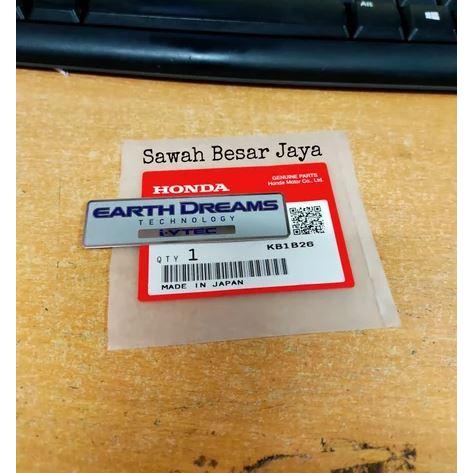 Alt
Sawah Besar Jaya
GENUINE PARTS
Honda Motor Co., Ltd.
HONDA
EARTH DREAMS
TECHNOLOGY
i-VTEC
KB1B26
QTY 1
MADE IN JAPAN